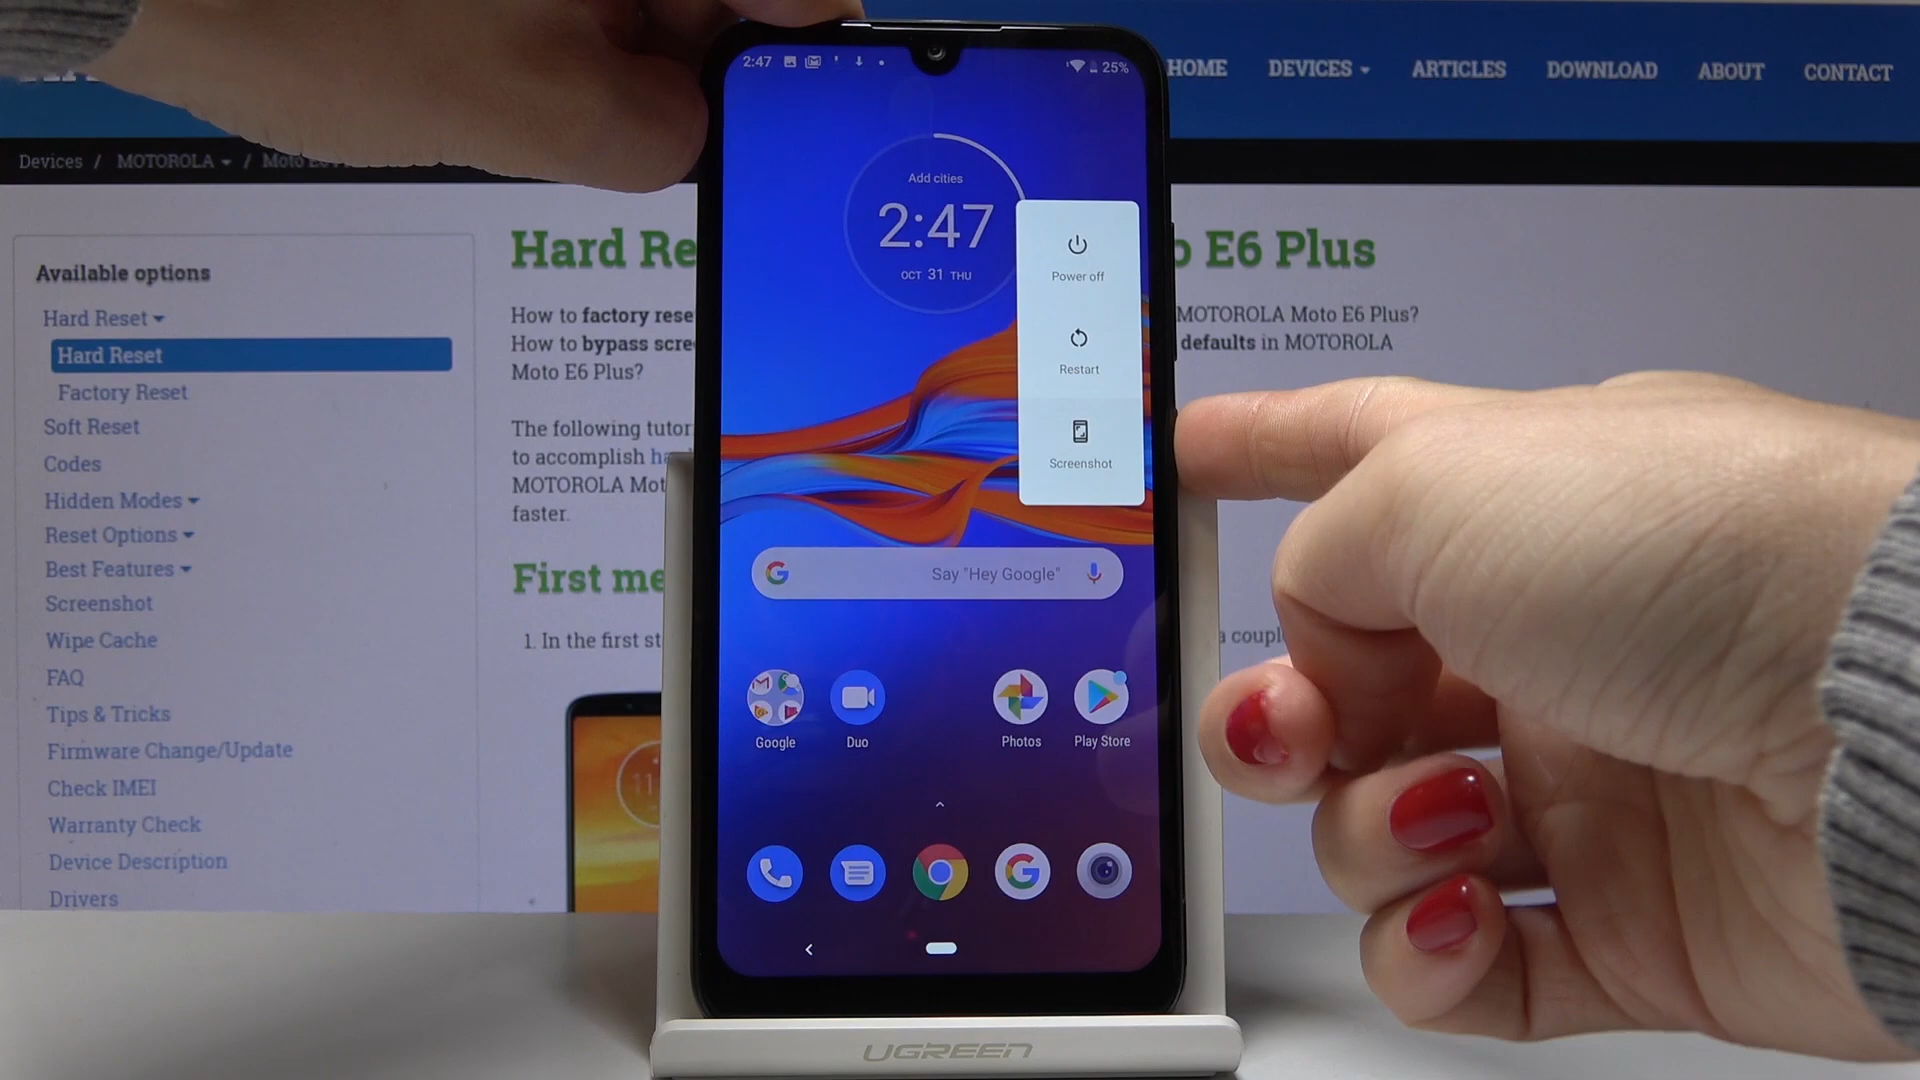 HOME DEVICES ARTICLES DOWNLOAD ABOUT CONTACT
Devices / MOTOROLA / Moto
Available options
Hard Reset
Hard Reset
Factory Reset
Soft Reset
Codes
Hidden Modes
Reset Options
Best Features
Screenshot
Wipe Cache
FAQ
Tips & Tricks
Firmware Change/Update
Check IMEI
Warranty Check
Device Description
Drivers
Hard Re
o E6 Plus
How to factory rese
MOTOROLA Moto E6 Plus?
How to bypass scre
defaults in MOTOROLA
Moto E6 Plus?
The following tutor
to accomplish ha
MOTOROLA Mot
faster.
First me
1. In the first st
a coupl
11
2:47
25%
Add cities
2:47
OCT 31 THU
Power off
Restart
Screenshot
G Say "Hey Google"
Google Duo Photos Play Store
UGREEN